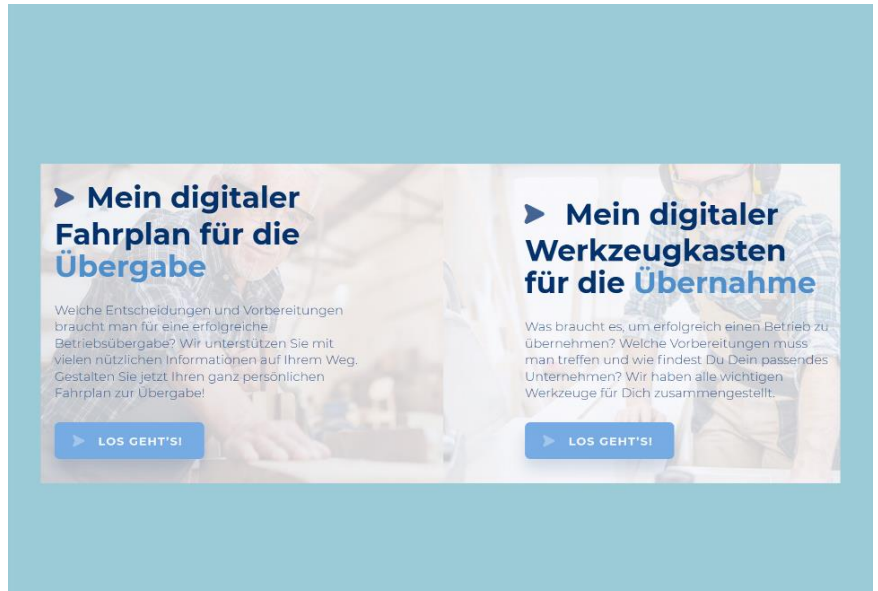 Mein digitaler
Fahrplan für die
Übergabe
Welche Entscheidungen und Vorbereitungen
braucht man für eine erfolgreiche
Betriebsübergabe? Wir unterstützen Sie mit
vielen nützlichen Informationen auf Ihrem Weg.
Gestalten Sie jetzt Ihren ganz persönlichen
Fahrplan zur Übergabe!
LOS GEHT'S!
Mein digitaler
Werkzeugkasten
für die Übernahme
Was braucht es, um erfolgreich einen Betrieb zu
übernehmen? Welche Vorbereitungen muss
man treffen und wie findest Du Dein passendes
Unternehmen? Wir haben alle wichtigen
Werkzeuge für Dich zusammengestellt.
LOS GEHT'S!